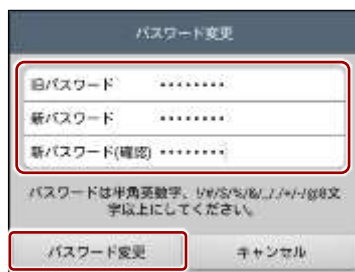 パスワード変更
旧パスワード ••••••••
新パスワード ••••••••
新パスワード(確認) ••••••••
パスワードは半角英数字、!/#/$/%/&/_/./+/-/@8文
字以上にしてください。
パスワード変更 キャンセル